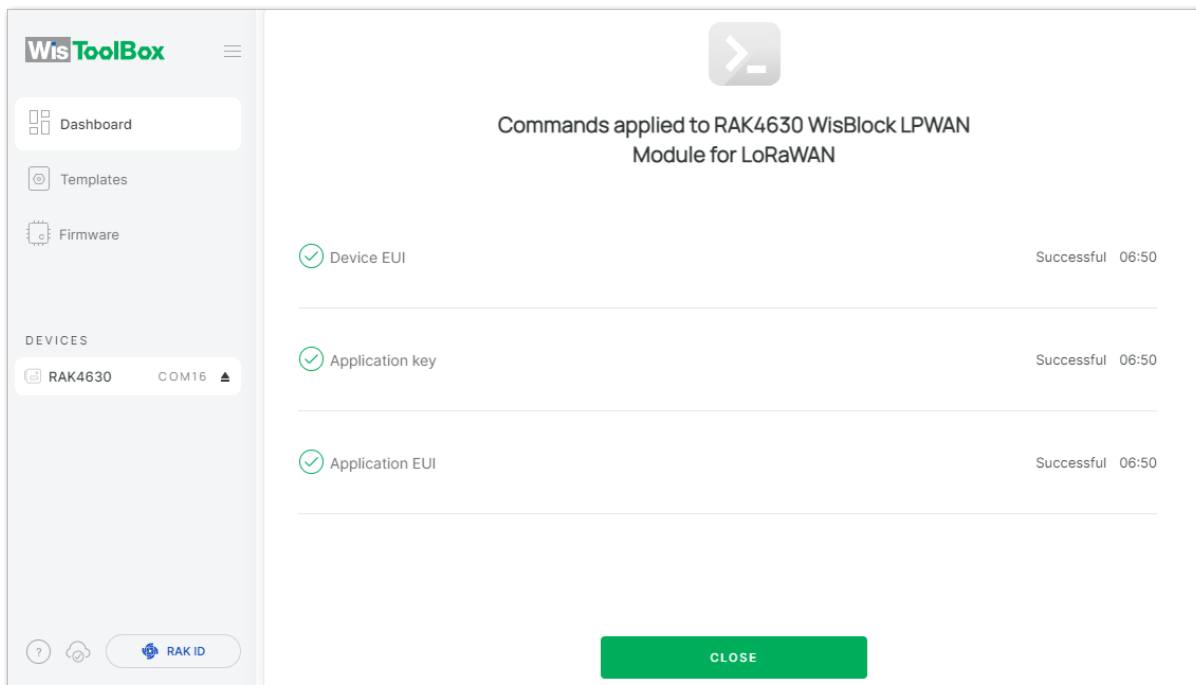 WisToolBox
Dashboard
Templates
Firmware
DEVICES
RAK4630 COM16
?
RAK ID
Commands applied to RAK4630 WisBlock LPWAN
Module for LoRaWAN
Device EUI Successful 06:50
Application key Successful 06:50
Application EUI Successful 06:50
CLOSE